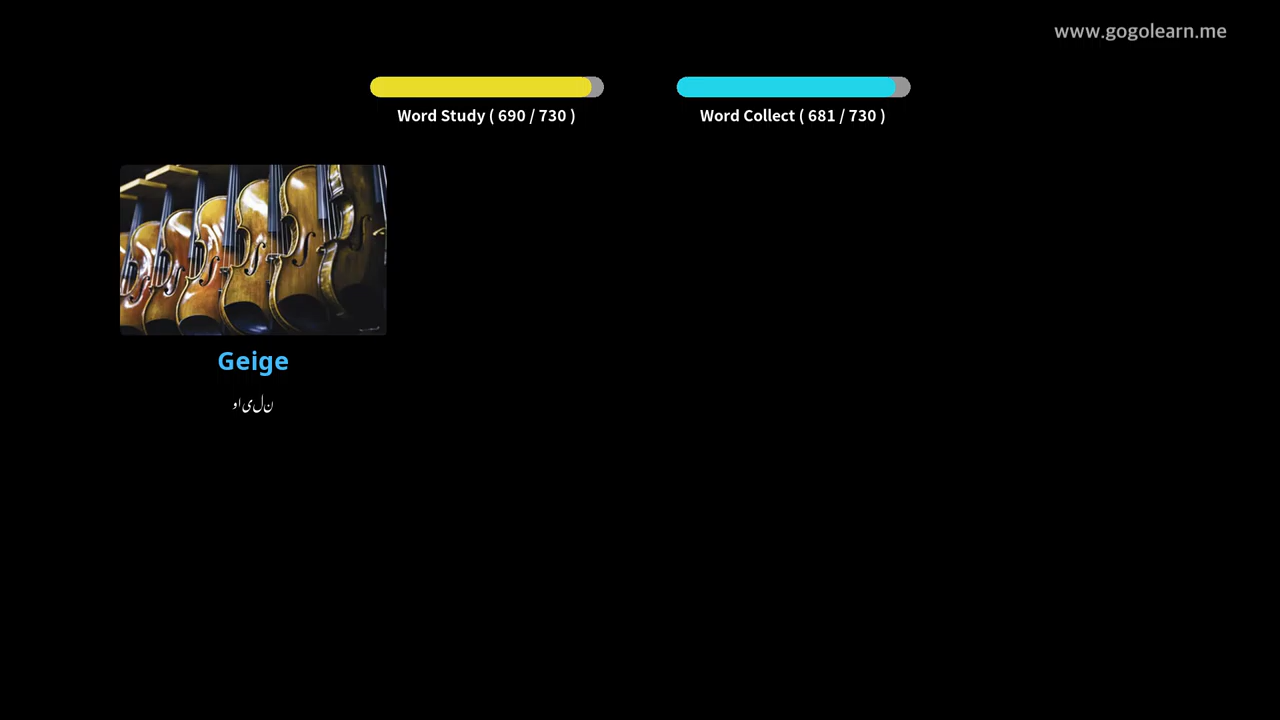 www.gogolearn.me
Word Study ( 690 / 730 )
Word Collect ( 681 / 730 )
Geige
وایلن